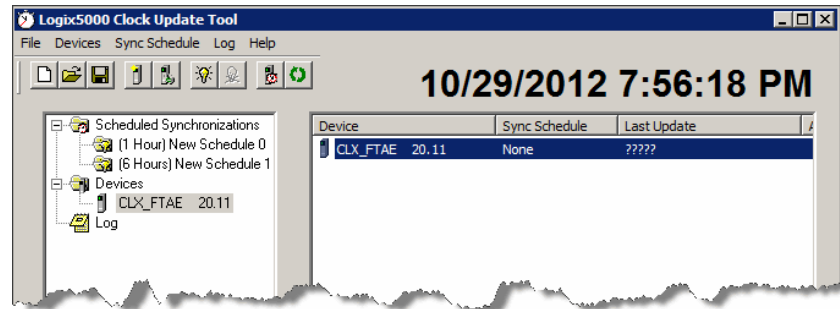 Logix5000 Clock Update Tool
File Devices Sync Schedule Log Help
10/29/2012 7:56:18 PM
Scheduled Synchronizations
(1 Hour) New Schedule 0
(6 Hours) New Schedule 1
Devices
CLX_FTAE 20.11
Log
Device Sync Schedule Last Update
CLX_FTAE 20.11 None ?????